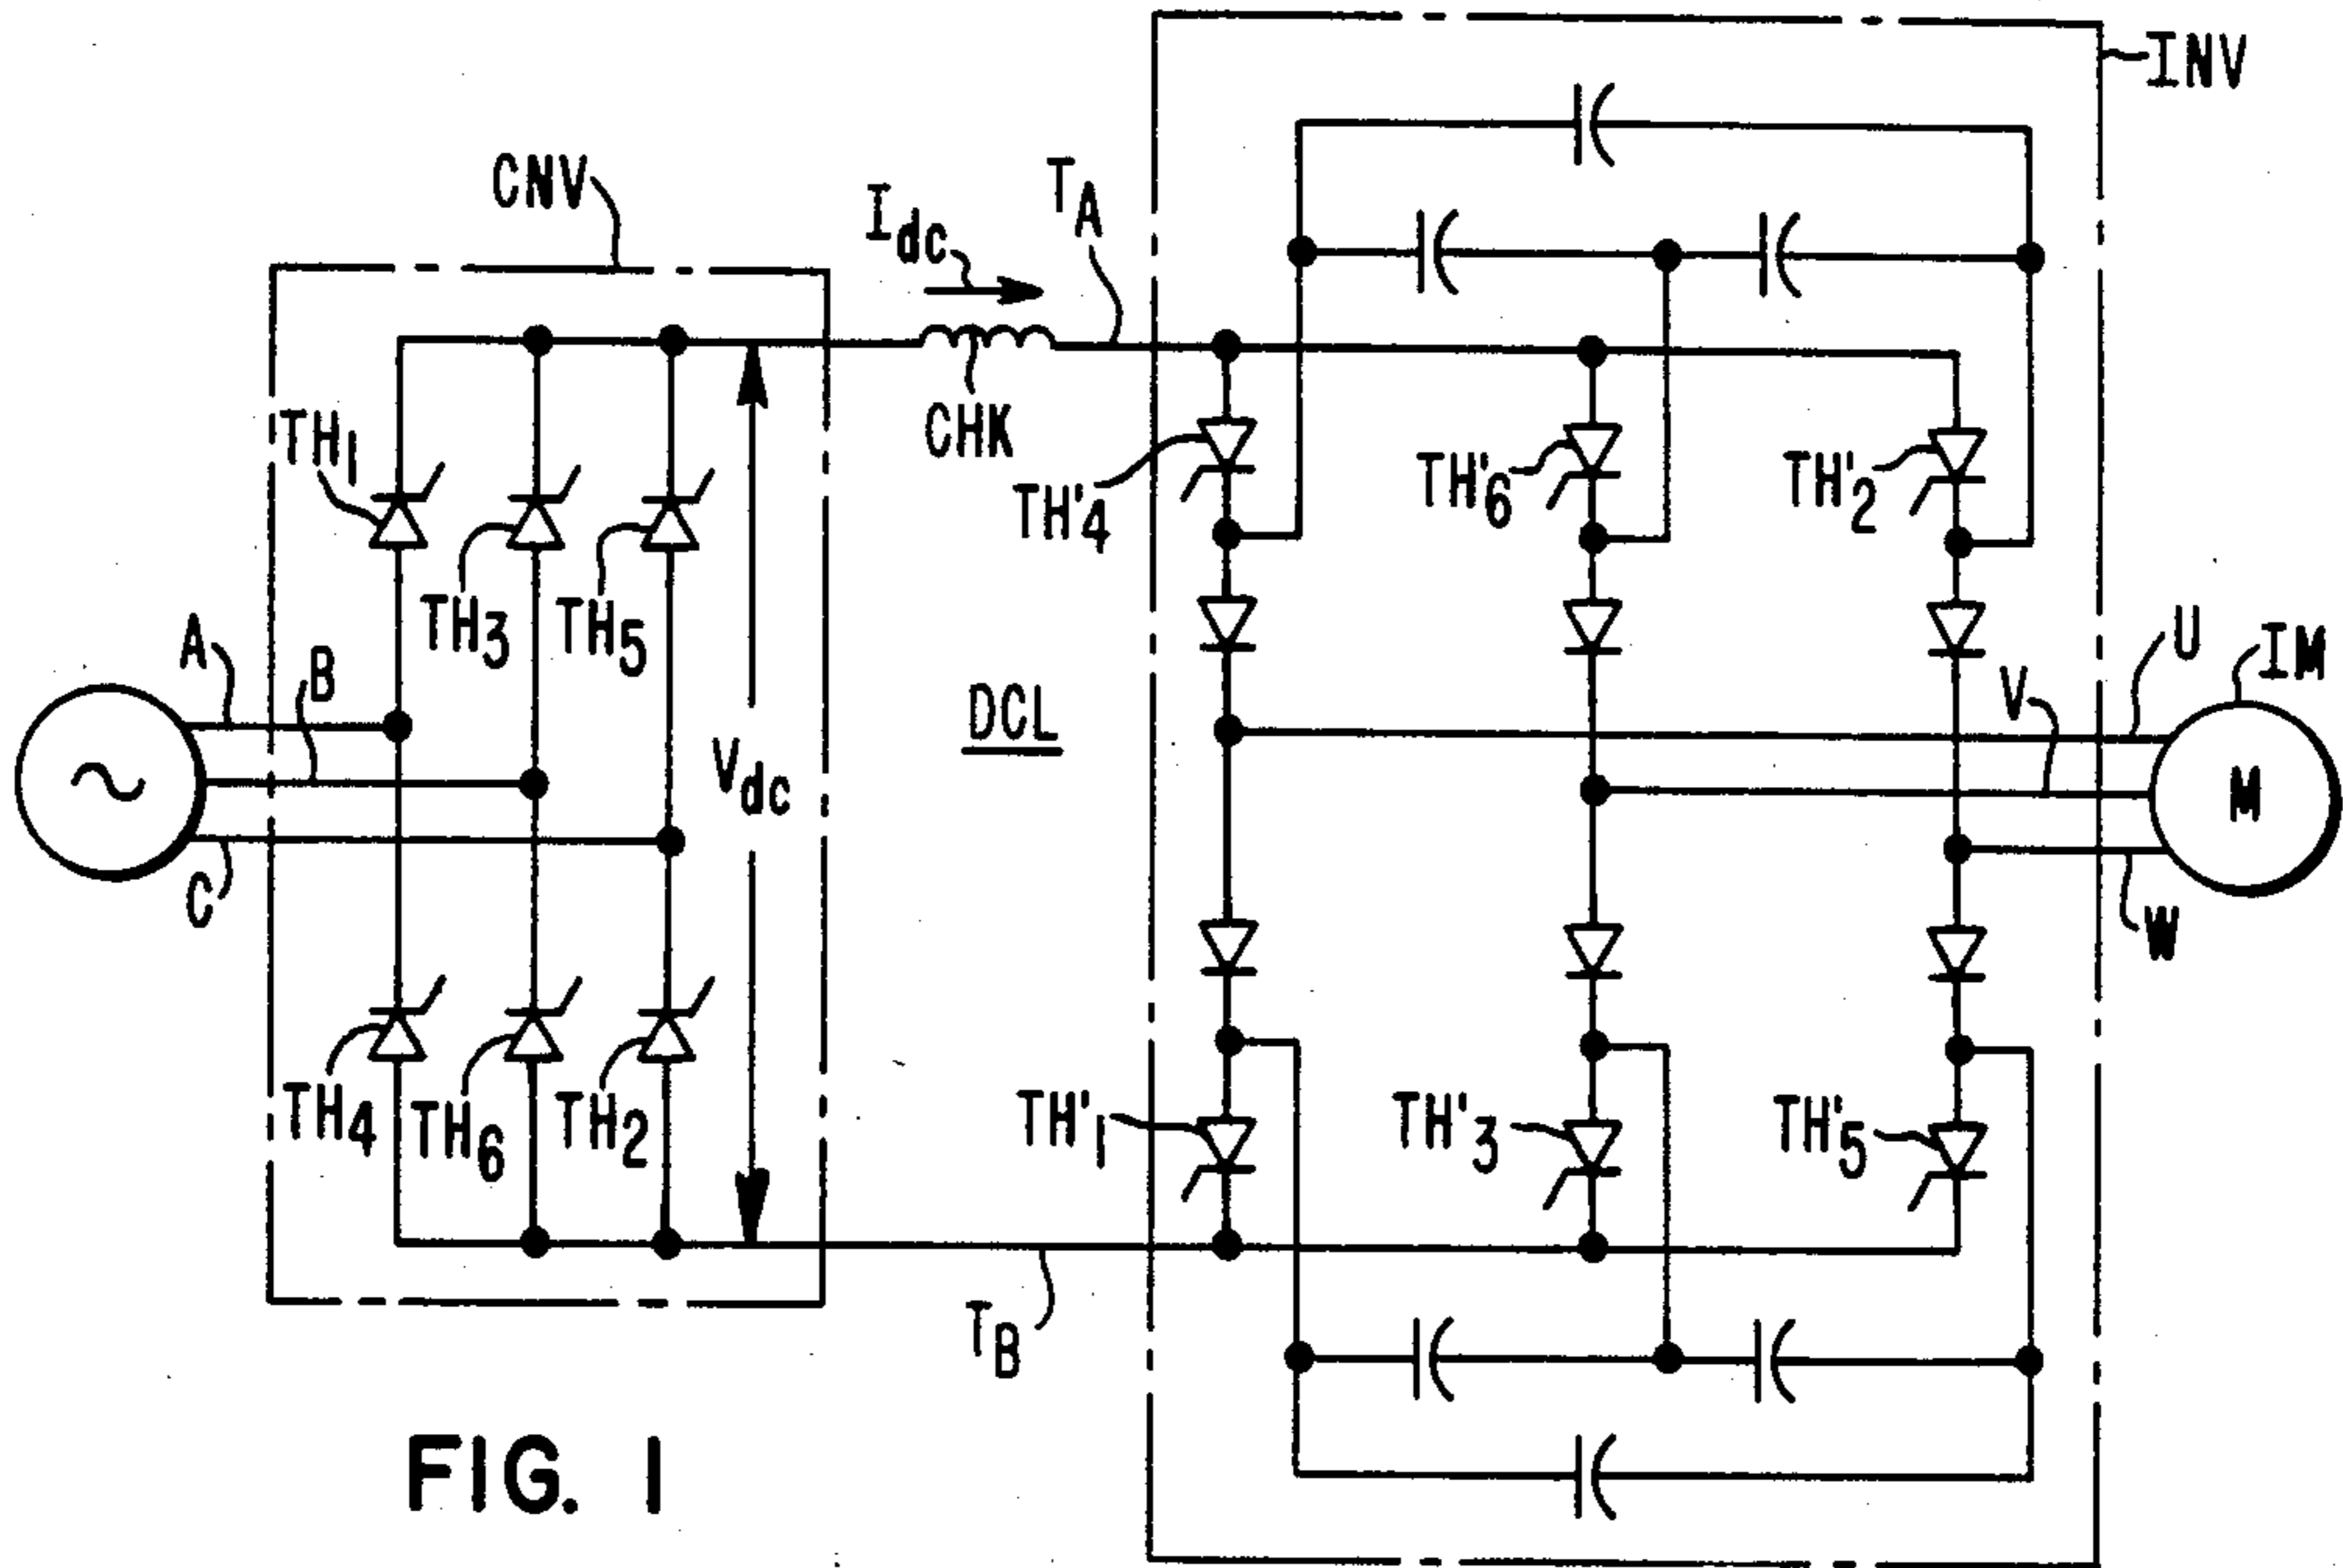 INV
CNV
Idc
TA
TH1
CHK
TH'4
TH'6
TH'2
TH3
TH5
A
B
U
IM
V
DCL
Vdc
M
C
W
TH4
TH6
TH2
TH'1
TH'3
TH'5
TB
FIG. 1